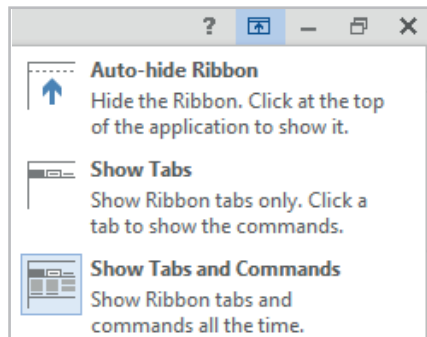 ?
Auto-hide Ribbon
Hide the Ribbon. Click at the top
of the application to show it.
Show Tabs
Show Ribbon tabs only. Click a
tab to show the commands.
Show Tabs and Commands
Show Ribbon tabs and
commands all the time.